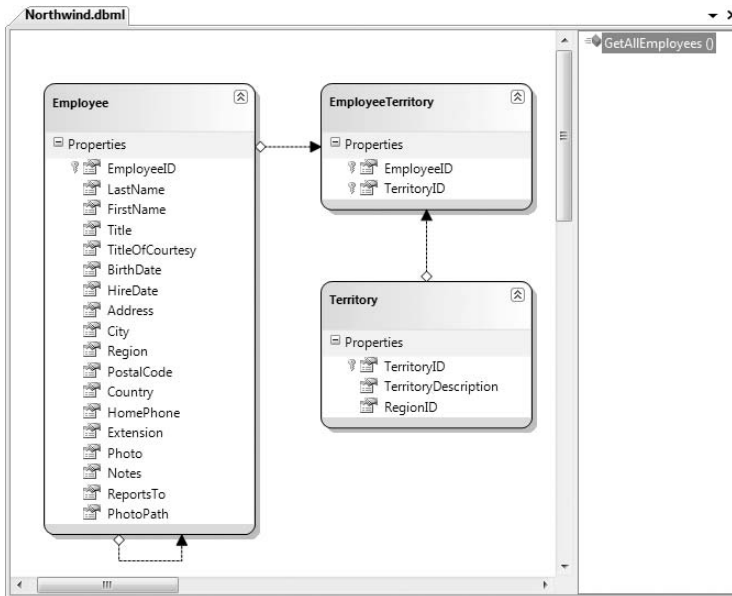 Northwind.dbml
GetAllEmployees ()
Employee
Properties
EmployeeID
LastName
FirstName
Title
TitleOfCourtesy
BirthDate
HireDate
Address
City
Region
PostalCode
Country
HomePhone
Extension
Photo
Notes
ReportsTo
PhotoPath
EmployeeTerritory
Properties
EmployeeID
TerritoryID
Territory
Properties
TerritoryID
TerritoryDescription
RegionID